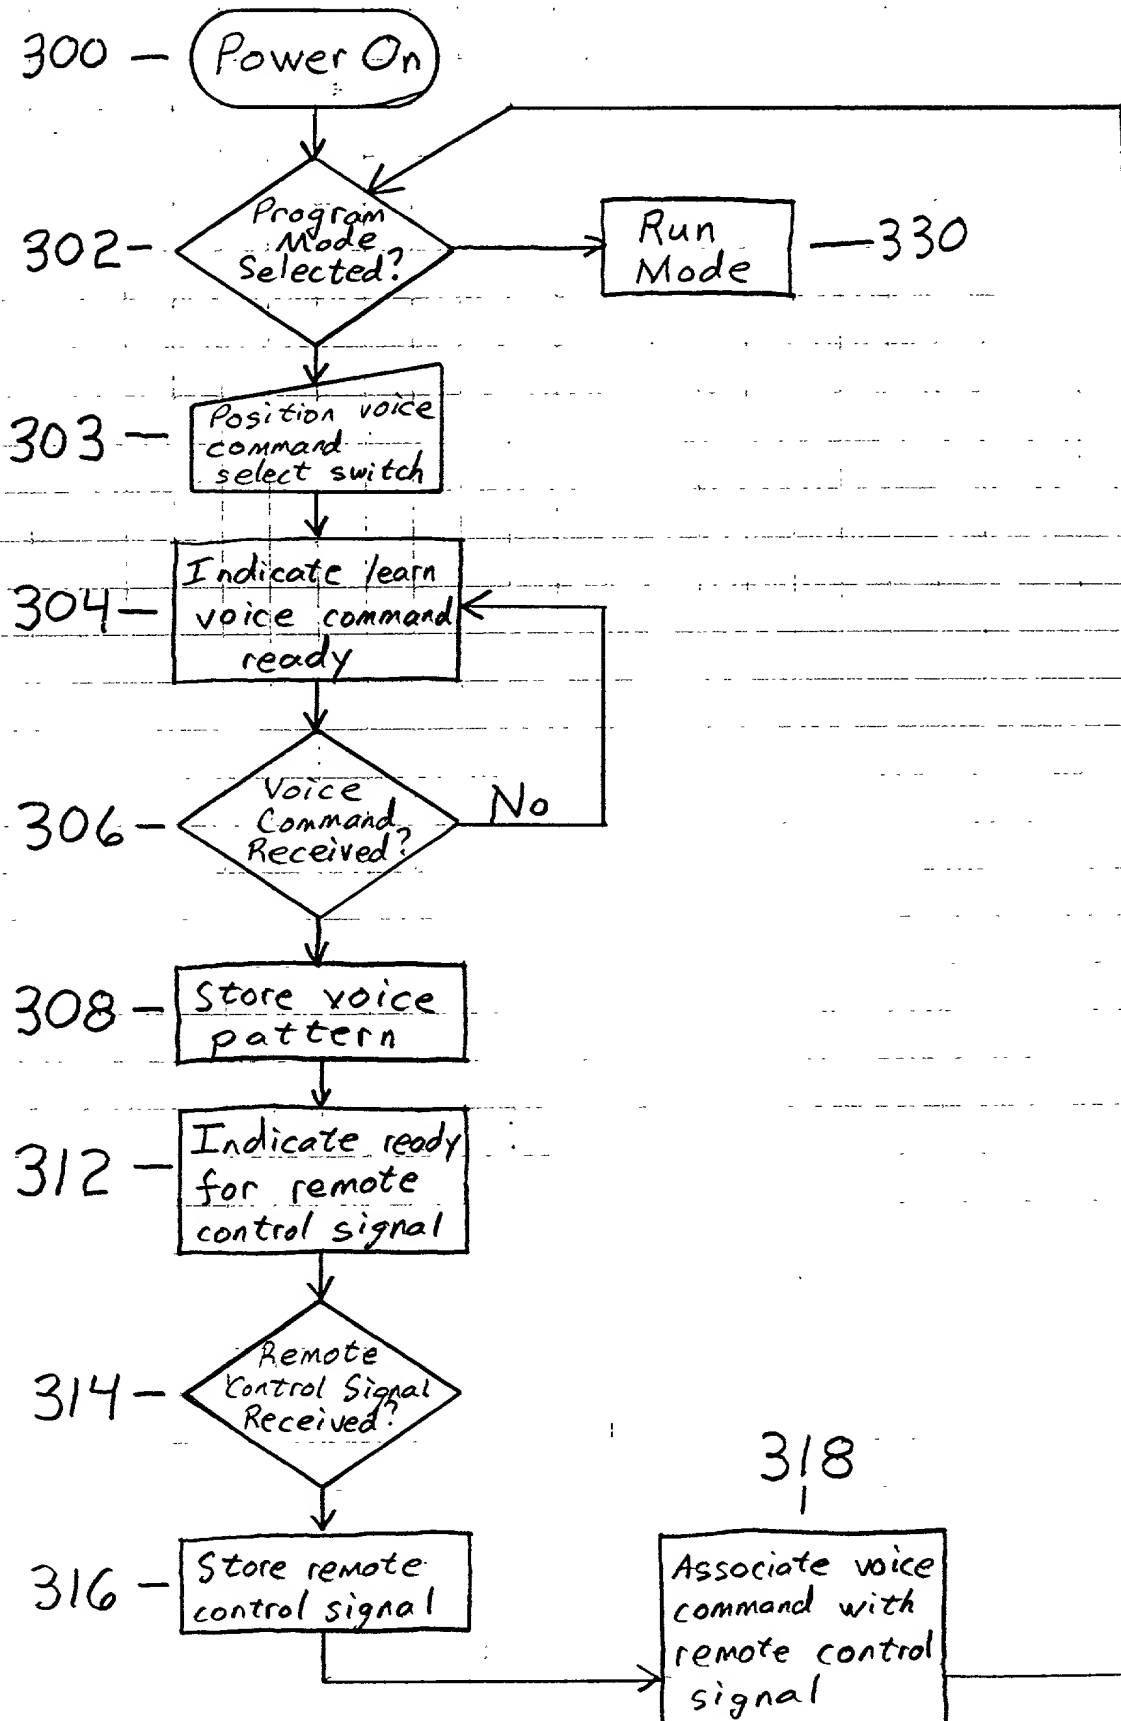 300
Power On
302
Program
Mode
Selected?
Run
Mode
330
303
Position voice
command
select switch
304
Indicate learn
voice command
ready
306
Voice
Command
Received?
No
308
Store voice
pattern
312
Indicate ready
for remote
control signal
314
Remote
Control Signal
Received?
316
Store remote
control signal
318
Associate voice
command with
remote control
signal